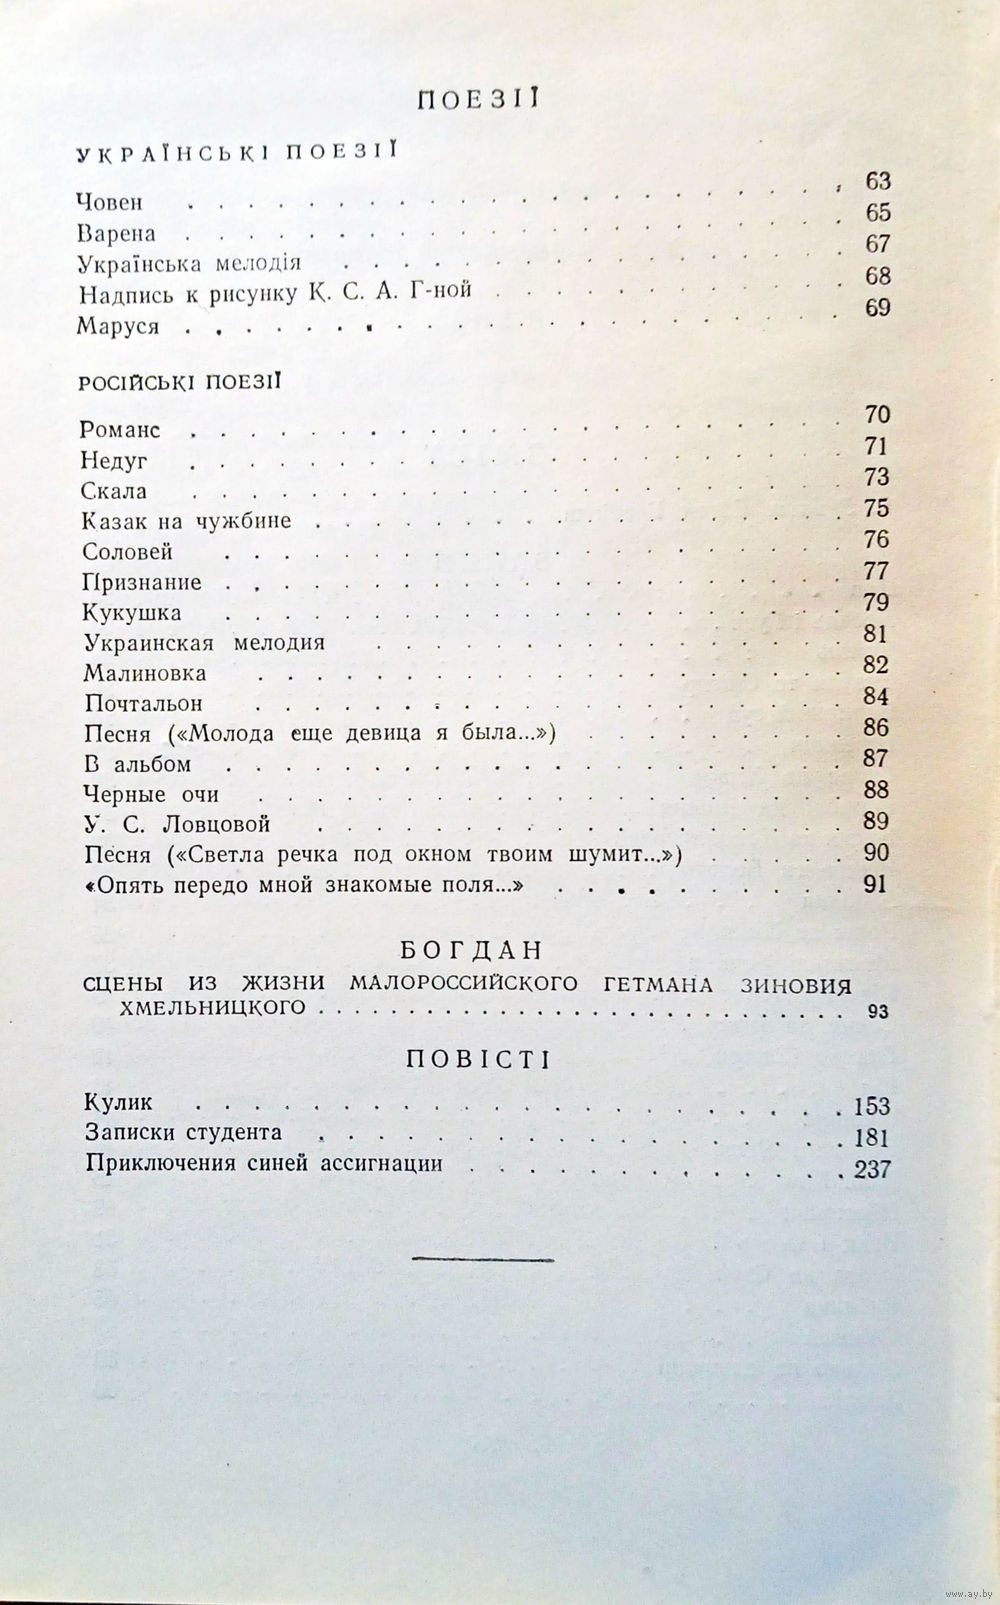 ПОЕЗІЇ
УКРАЇНСЬКІ ПОЕЗІЇ
Човен . . . . . . . . . . . . . . . . . . . . . . 63
Варена . . . . . . . . . . . . . . . . . . . . . . 65
Українська мелодія . . . . . . . . . . . . . . . . . 67
Надпись к рисунку К. С. А. Г-ной . . . . . . . . . . . . 68
Маруся . . . . . . . . . . . . . . . . . . . . . . 69
РОСІЙСЬКІ ПОЕЗІЇ
Романс . . . . . . . . . . . . . . . . . . . . . . 70
Недуг . . . . . . . . . . . . . . . . . . . . . . 71
Скала . . . . . . . . . . . . . . . . . . . . . . 73
Казак на чужбине . . . . . . . . . . . . . . . . . . 75
Соловей . . . . . . . . . . . . . . . . . . . . . 76
Признание . . . . . . . . . . . . . . . . . . . . . 77
Кукушка . . . . . . . . . . . . . . . . . . . . . 79
Украинская мелодия . . . . . . . . . . . . . . . . 81
Малиновка . . . . . . . . . . . . . . . . . . . . 82
Почтальон . . . . . . . . . . . . . . . . . . . . 84
Песня («Молода еще девица я была...») . . . . . . . . . 86
В альбом . . . . . . . . . . . . . . . . . . . . . 87
Черные очи . . . . . . . . . . . . . . . . . . . . 88
У. С. Ловцовой . . . . . . . . . . . . . . . . . . 89
Песня («Светла речка под окном твоим шумит...») . . . . . 90
«Опять передо мной знакомые поля...» . . . . . . . . . . 91
БОГДАН
СЦЕНЫ ИЗ ЖИЗНИ МАЛОРОССИЙСКОГО ГЕТМАНА ЗИНОВИЯ
ХМЕЛЬНИЦКОГО . . . . . . . . . . . . . . . . . . . . . . 93
ПОВІСТІ
Кулик . . . . . . . . . . . . . . . . . . . . . . 153
Записки студента . . . . . . . . . . . . . . . . . . 181
Приключения синей ассигнации . . . . . . . . . . . . . 237
www.ay.by